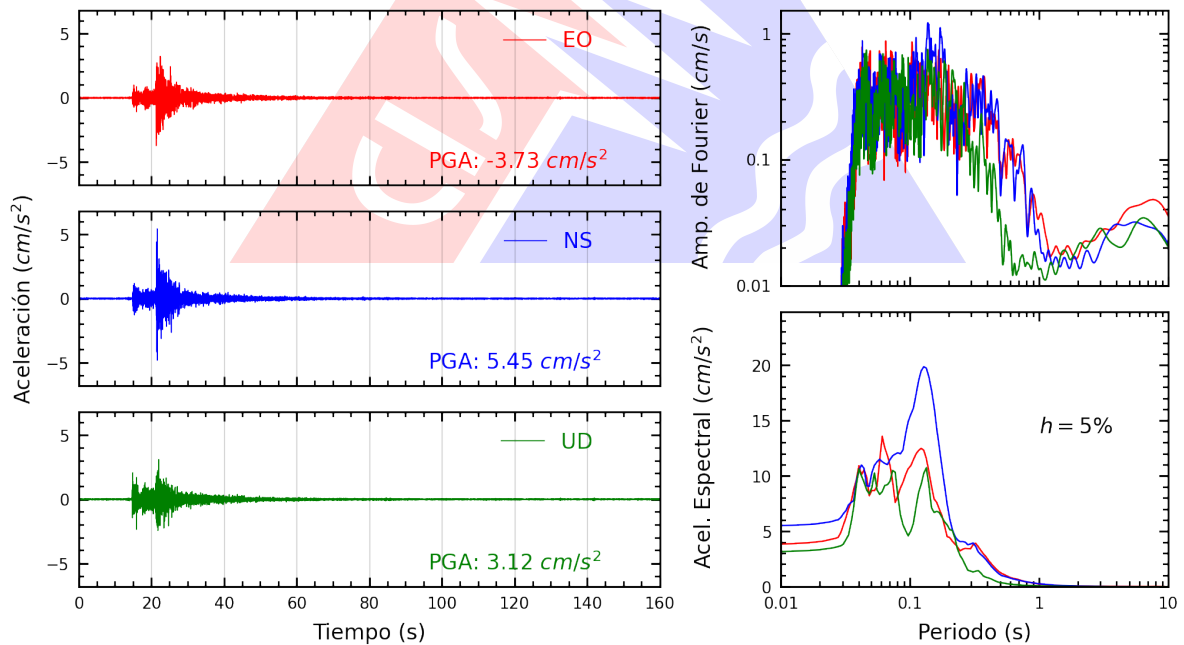 Aceleración (cm/s²)
5
0
−5
EO
PGA: -3.73 cm/s²
5
0
−5
NS
PGA: 5.45 cm/s²
5
0
−5
UD
PGA: 3.12 cm/s²
0 20 40 60 80 100 120 140 160
Tiempo (s)
Amp. de Fourier (cm/s)
1
0.1
0.01
Acel. Espectral (cm/s²)
20
15
10
5
0
h = 5%
0.01 0.1 1 10
Periodo (s)